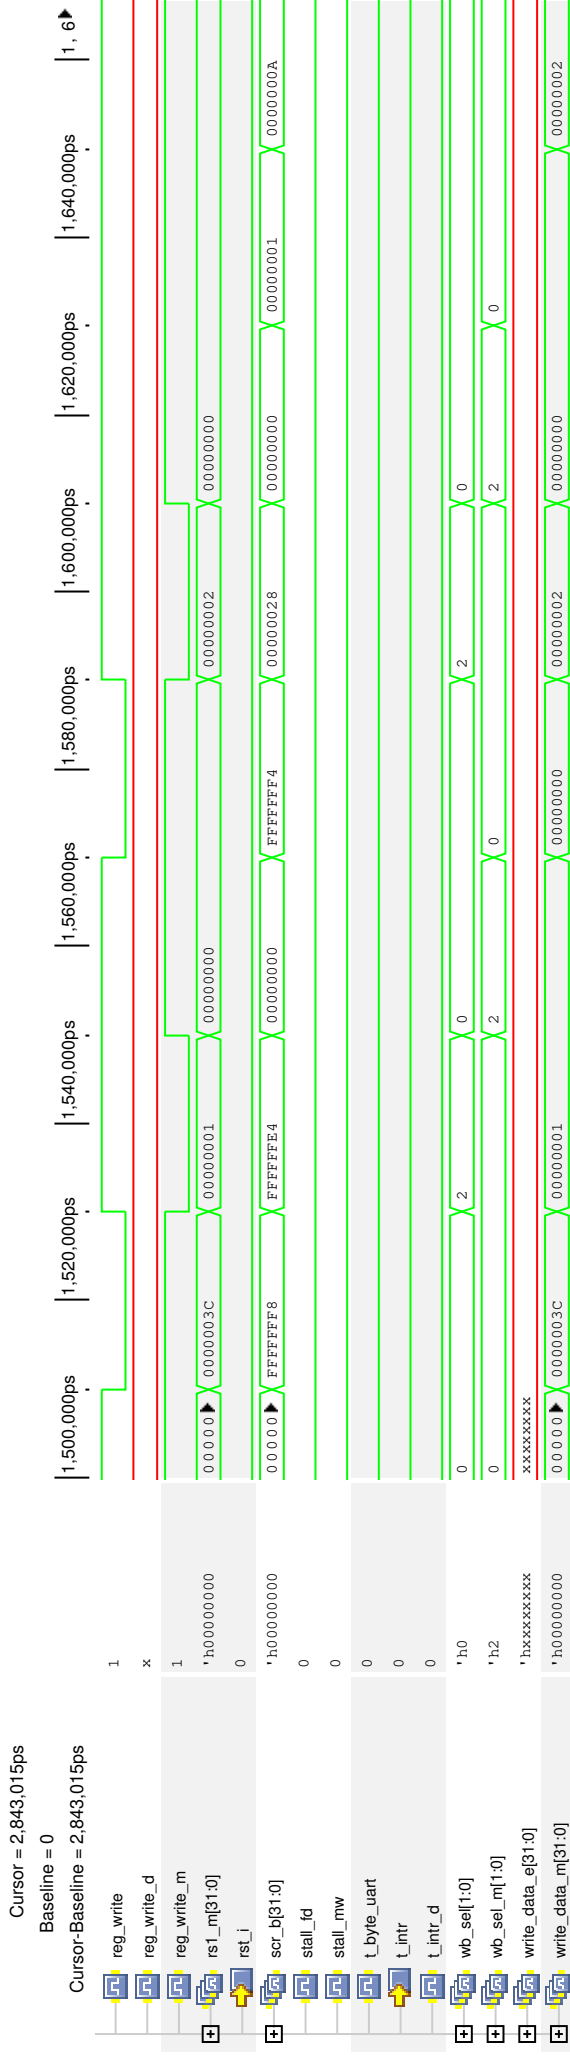 Cursor = 2,843,015ps
Baseline = 0
Cursor-Baseline = 2,843,015ps
1,500,000ps 1,520,000ps 1,540,000ps 1,560,000ps 1,580,000ps 1,600,000ps 1,620,000ps 1,640,000ps 1, 6
reg_write 1
reg_write_d x
reg_write_m 1
rs1_m[31:0] 'h00000000 00000 0000003C 00000001 00000000 00000002 00000000
rst_i 0
scr_b[31:0] 'h00000000 00000 FFFFFFF8 FFFFFFE4 00000000 FFFFFFF4 00000028 00000000 00000001 0000000A
stall_fd 0
stall_mw 0
t_byte_uart 0
t_intr 0
t_intr_d 0
wb_sel[1:0] 'h0 0 2 0 2 0
wb_sel_m[1:0] 'h2 0 2 0 2 0
write_data_e[31:0] 'hxxxxxxxx xxxxxxxx
write_data_m[31:0] 'h00000000 00000 0000003C 00000001 00000000 00000002 00000000 00000002